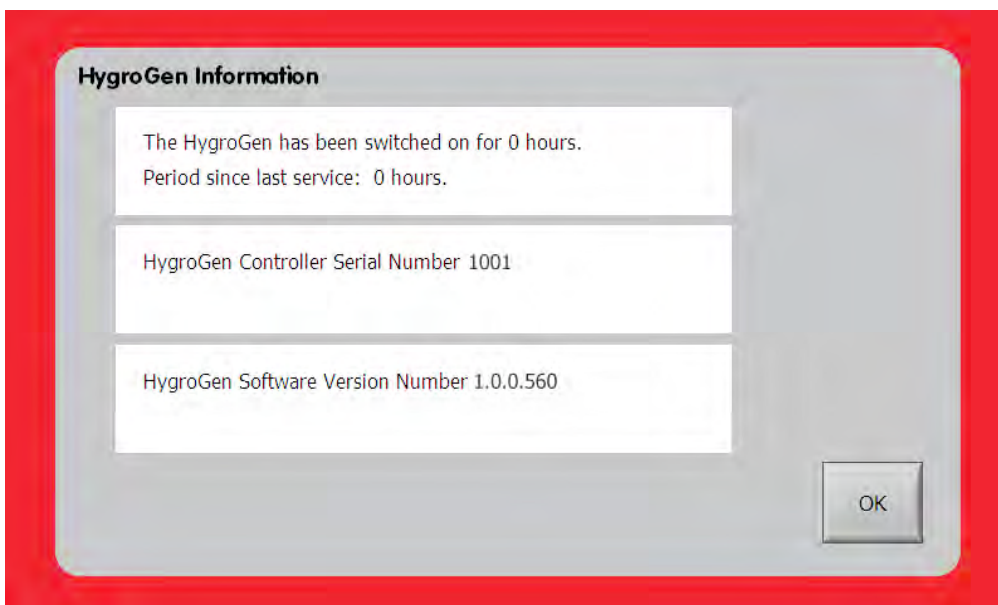 HygroGen Information
The HygroGen has been switched on for 0 hours.
Period since last service: 0 hours.
HygroGen Controller Serial Number 1001
HygroGen Software Version Number 1.0.0.560
OK